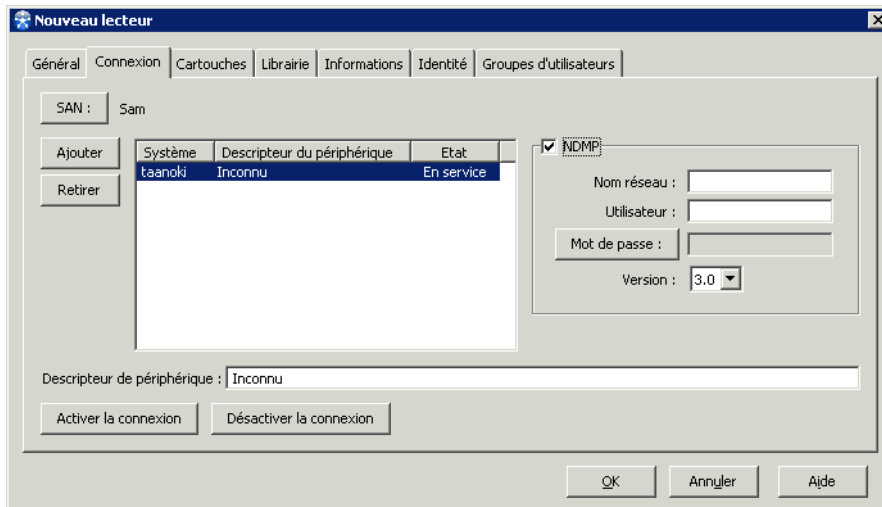 Nouveau lecteur
Général Connexion Cartouches Librairie Informations Identité Groupes d'utilisateurs
SAN : Sam
Ajouter
Retirer
Système Descripteur du périphérique Etat
taanoki Inconnu En service
NDMP
Nom réseau :
Utilisateur :
Mot de passe :
Version : 3.0
Descripteur de périphérique : Inconnu
Activer la connexion Désactiver la connexion
OK Annuler Aide